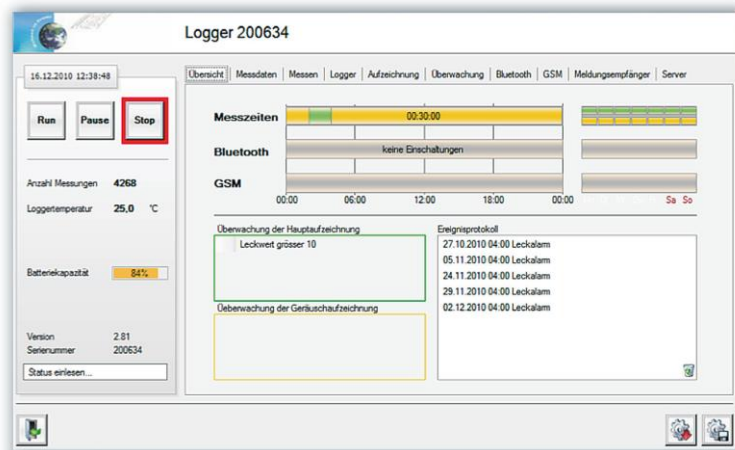 Logger 200634
16.12.2010 12:38:48
Run Pause Stop
Anzahl Messungen 4268
Loggertemperatur 25,0 °C
Batteriekapazität 84%
Version 2.81
Serienummer 200634
Status einlesen...
Übersicht Messdaten Messen Logger Aufzeichnung Überwachung Bluetooth GSM Meldungsempfänger Server
Messzeiten 00:30:00
Bluetooth keine Einschaltungen
GSM
00:00 06:00 12:00 18:00 00:00 Sa So
Überwachung der Hauptaufzeichnung
Leckwert grösser 10
Ueberwachung der Geräuschaufzeichnung
Ereignisprotokoll
27.10.2010 04:00 Leckalarm
05.11.2010 04:00 Leckalarm
24.11.2010 04:00 Leckalarm
29.11.2010 04:00 Leckalarm
02.12.2010 04:00 Leckalarm